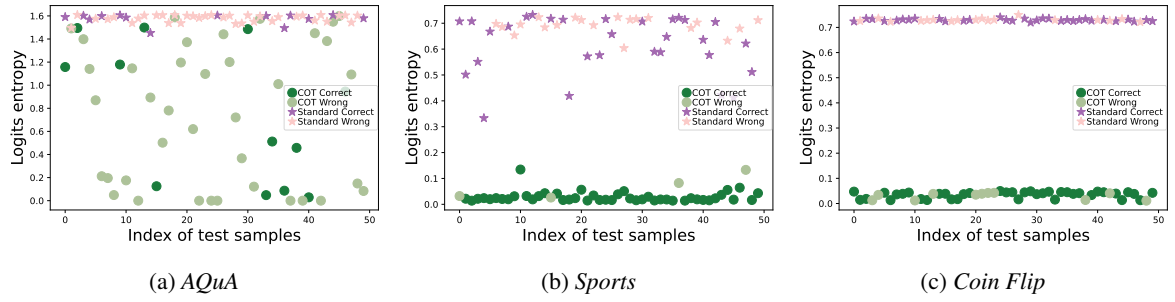 1.6
1.4
1.2
1.0
0.8
0.6
0.4
0.2
0.0
Logits entropy
COT Correct
COT Wrong
Standard Correct
Standard Wrong
0 10 20 30 40 50
Index of test samples
(a) AQuA
0.7
0.6
0.5
0.4
0.3
0.2
0.1
0.0
Logits entropy
COT Correct
COT Wrong
Standard Correct
Standard Wrong
0 10 20 30 40 50
Index of test samples
(b) Sports
0.7
0.6
0.5
0.4
0.3
0.2
0.1
0.0
Logits entropy
COT Correct
COT Wrong
Standard Correct
Standard Wrong
0 10 20 30 40 50
Index of test samples
(c) Coin Flip